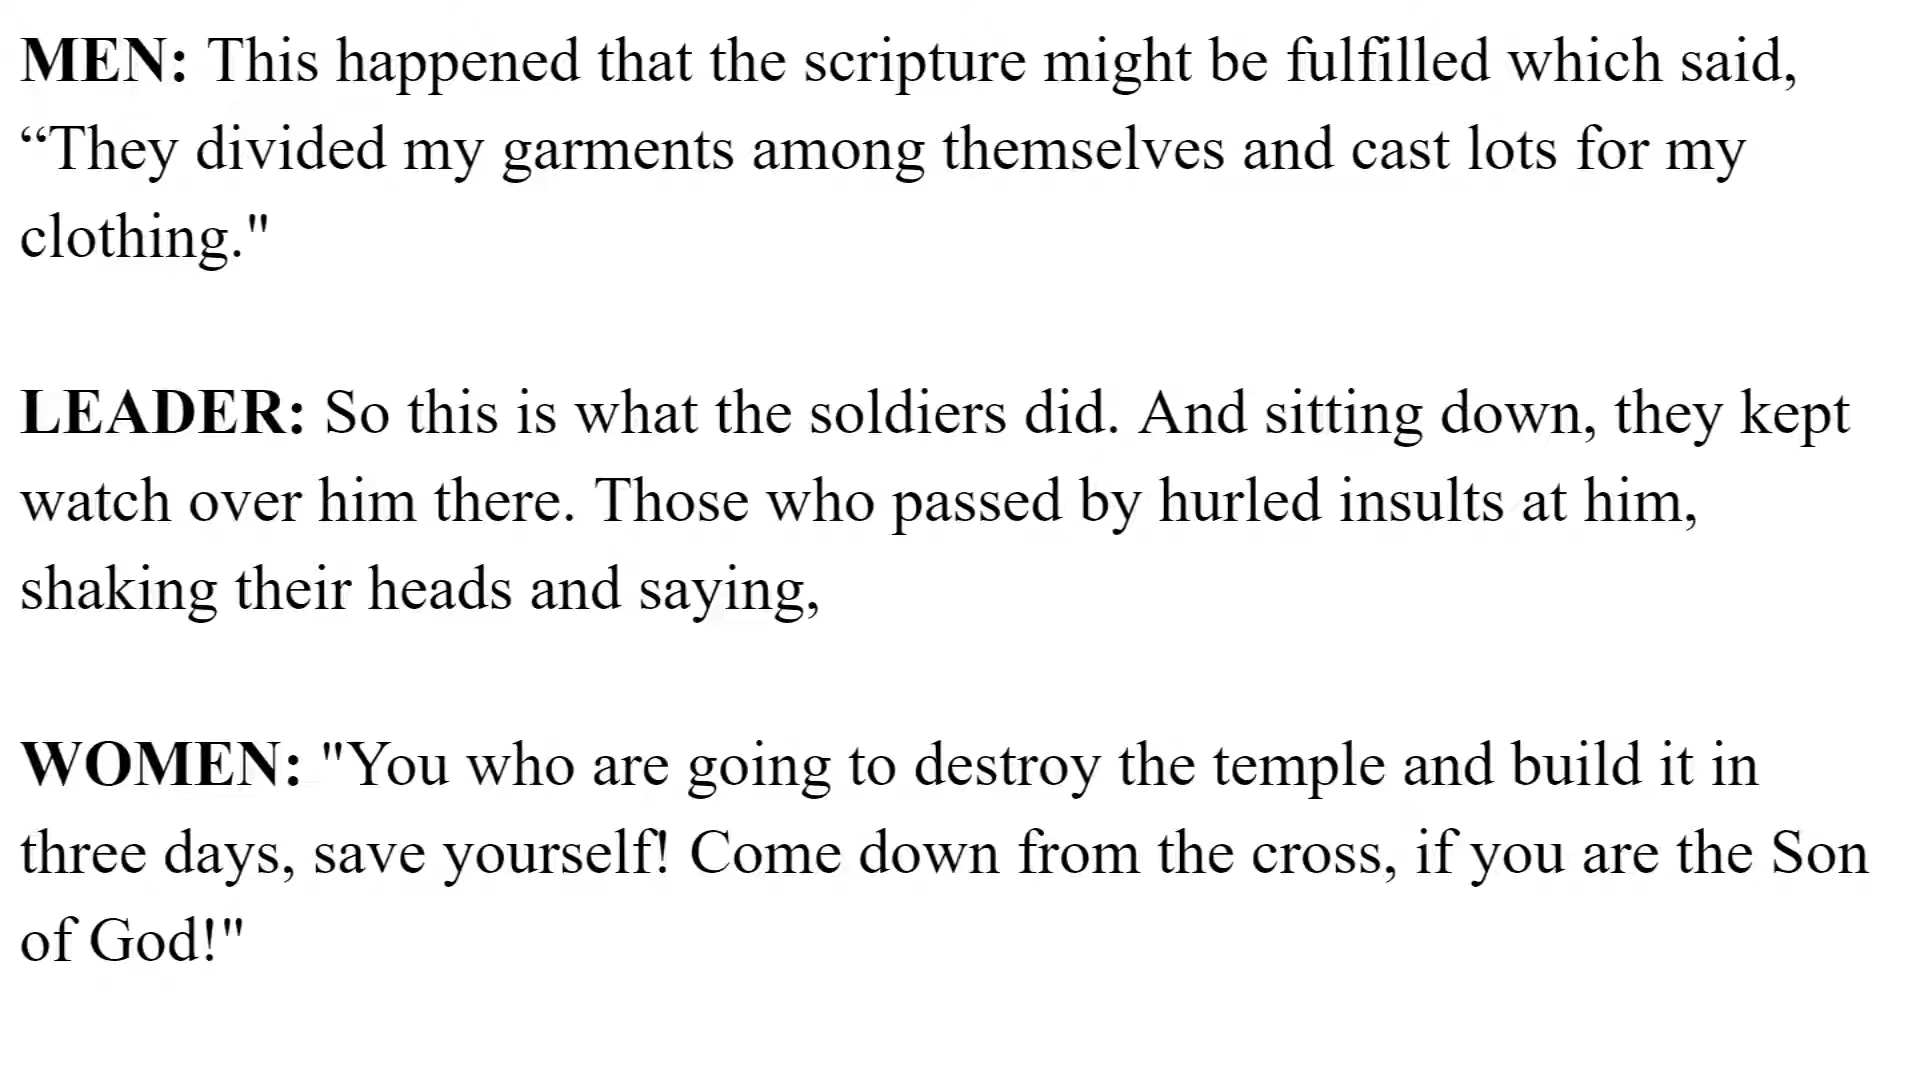 MEN: This happened that the scripture might be fulfilled which said,
“They divided my garments among themselves and cast lots for my
clothing."
LEADER: So this is what the soldiers did. And sitting down, they kept
watch over him there. Those who passed by hurled insults at him,
shaking their heads and saying,
WOMEN: "You who are going to destroy the temple and build it in
three days, save yourself! Come down from the cross, if you are the Son
of God!"